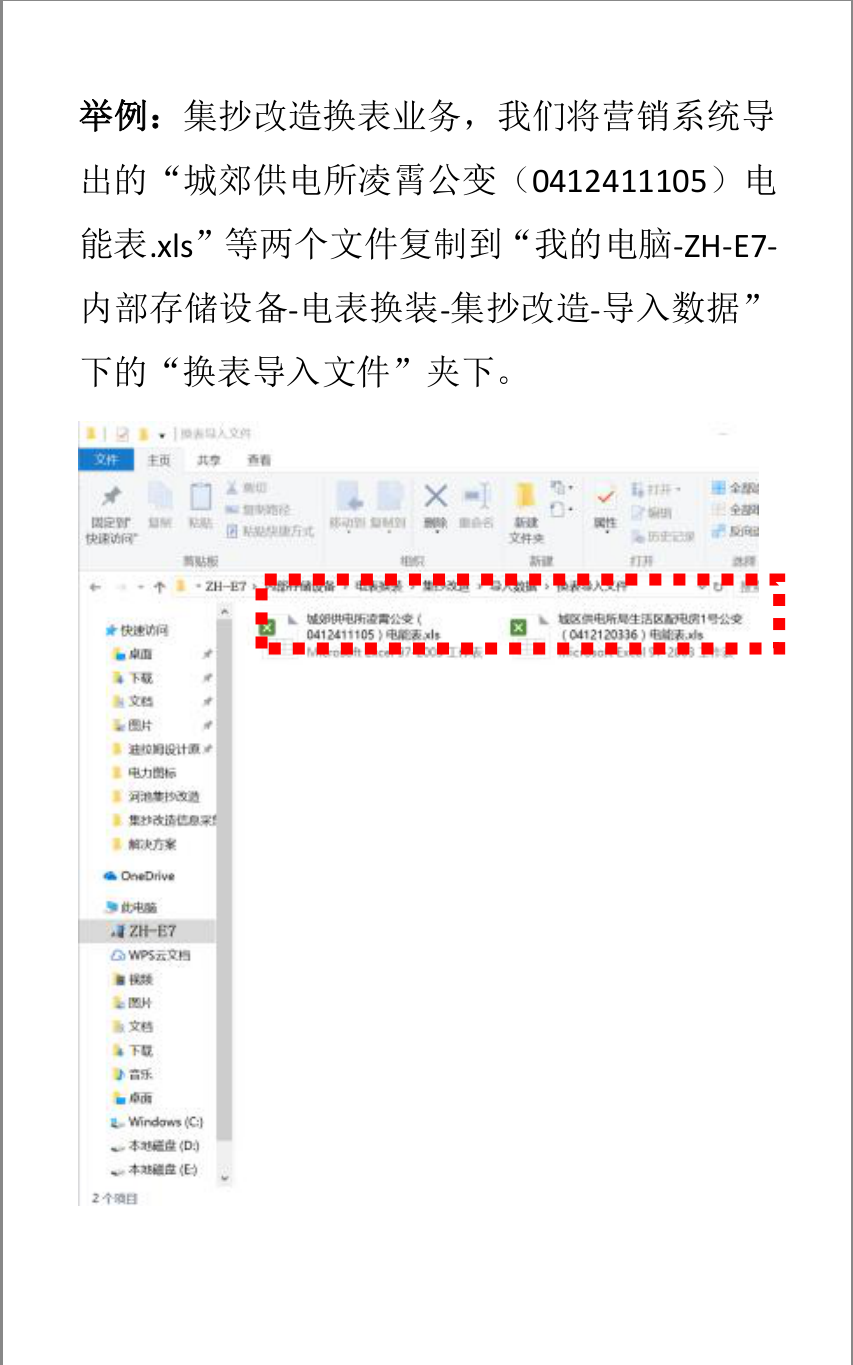 举例：集抄改造换表业务，我们将营销系统导
出的“城郊供电所凌霄公变（0412411105）电
能表.xls”等两个文件复制到“我的电脑-ZH-E7-
内部存储设备-电表换装-集抄改造-导入数据”
下的“换表导入文件”夹下。
换表导入文件
文件 主页 共享 查看
固定到"快速访问" 复制 粘贴 剪切 复制路径 粘贴快捷方式 移动到 复制到 删除 重命名 新建文件夹 属性 打开 编辑 历史记录 全部
剪贴板 组织 新建 打开 选择
ZH-E7 › 内部存储设备 › 电表换装 › 集抄改造 › 导入数据 › 换表导入文件
城郊供电所凌霄公变（
0412411105）电能表.xls
Microsoft Excel 97-2003 工作表
城区供电所局生活区配电房1号公变
（0412120336）电能表.xls
Microsoft Excel 97-2003 工作表
快速访问
桌面
下载
文档
图片
迪拉姆设计原
电力图标
河池集抄改造
集抄改造信息采
解决方案
OneDrive
此电脑
ZH-E7
WPS云文档
视频
图片
文档
下载
音乐
桌面
Windows (C:)
本地磁盘 (D:)
本地磁盘 (E:)
2 个项目